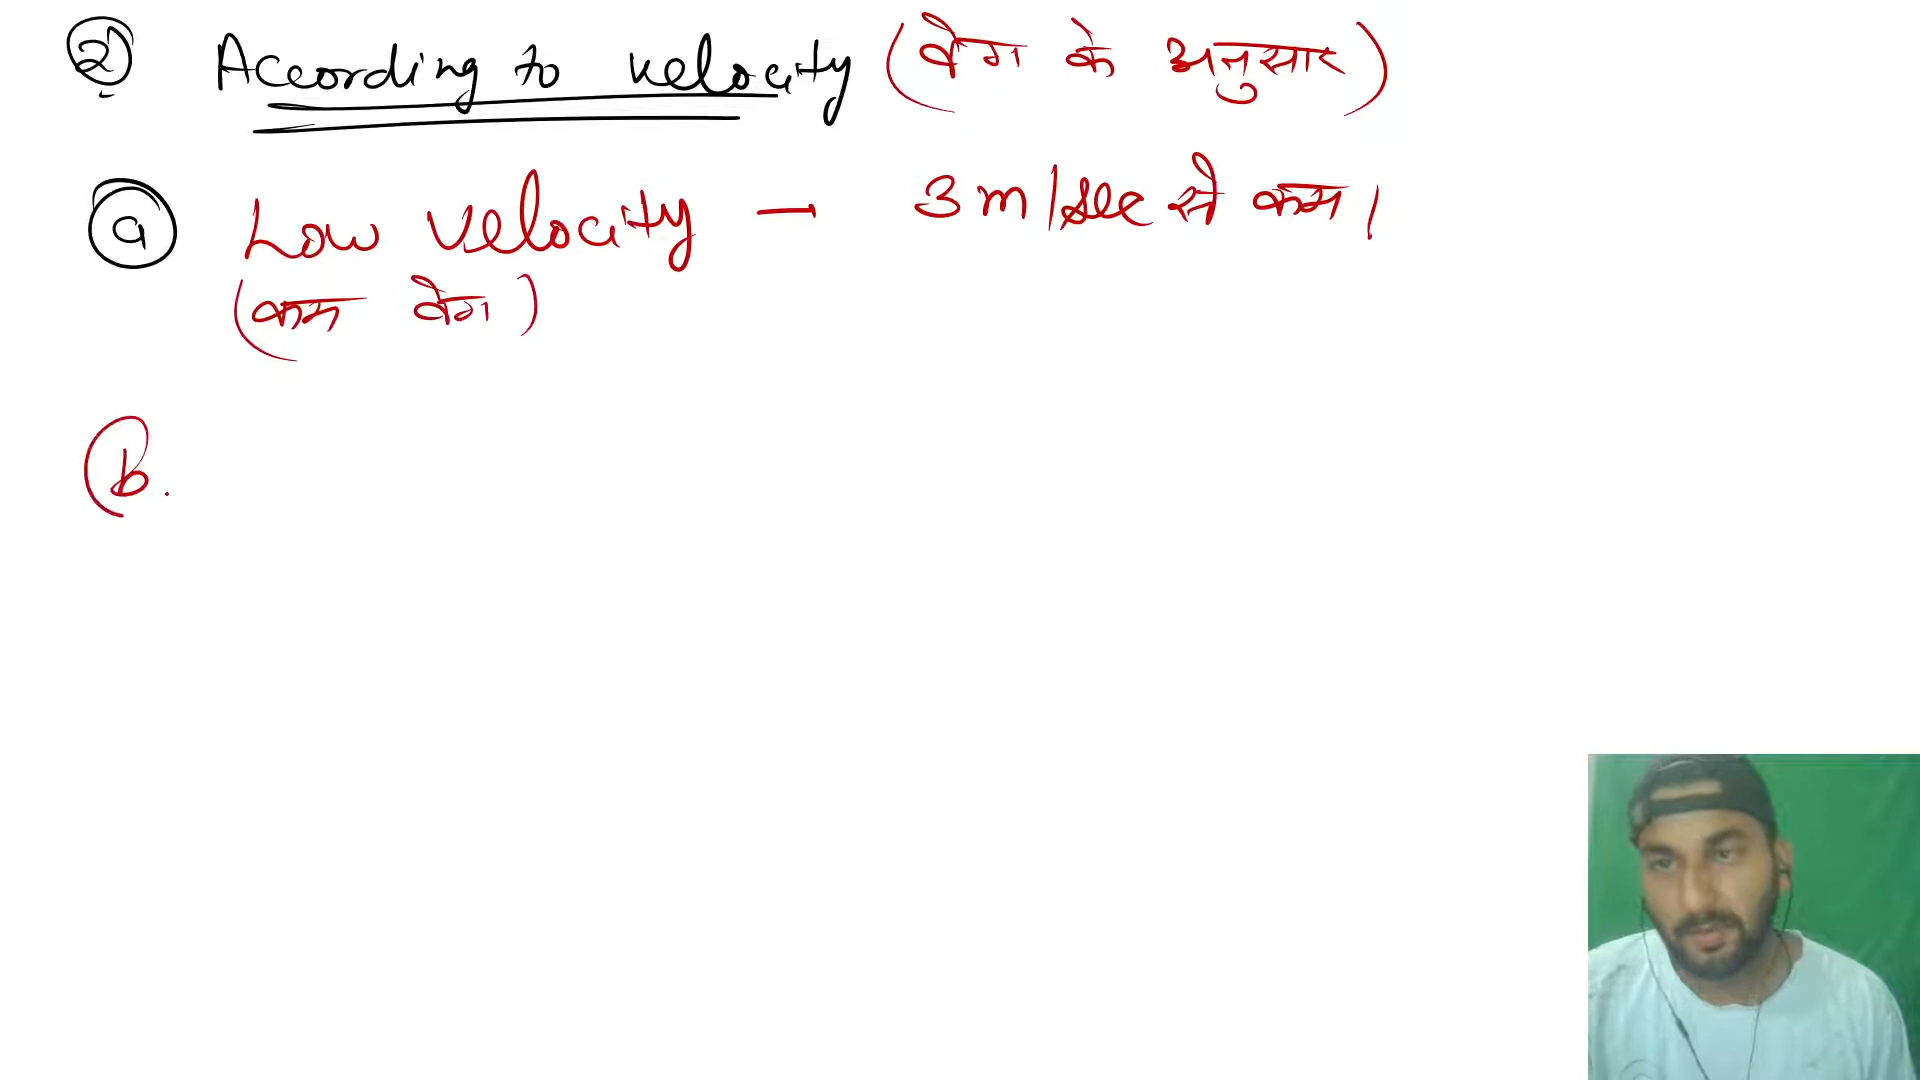 ② According to velocity (वेग के अनुसार)
ⓐ Low velocity — 3 m/sec से कम।
(कम वेग)
ⓑ.